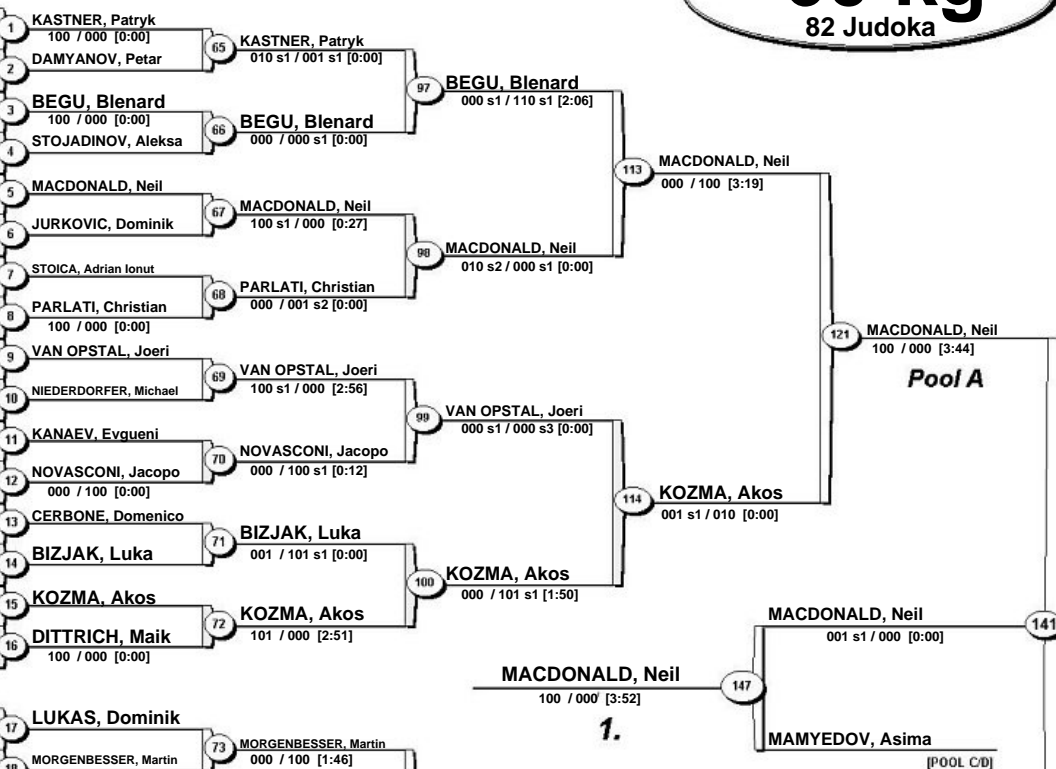 kg
82 Judoka
1 KASTNER, Patryk
100 / 000 [0:00]
2 DAMYANOV, Petar
3 BEGU, Blenard
100 / 000 [0:00]
4 STOJADINOV, Aleksa
5 MACDONALD, Neil
6 JURKOVIC, Dominik
7 STOICA, Adrian Ionut
8 PARLATI, Christian
100 / 000 [0:00]
9 VAN OPSTAL, Joeri
10 NIEDERDORFER, Michael
11 KANAEV, Evgueni
12 NOVASCONI, Jacopo
000 / 100 [0:00]
13 CERBONE, Domenico
14 BIZJAK, Luka
15 KOZMA, Akos
16 DITTRICH, Maik
100 / 000 [0:00]
17 LUKAS, Dominik
18 MORGENBESSER, Martin
65 KASTNER, Patryk
010 s1 / 001 s1 [0:00]
66 BEGU, Blenard
000 / 000 s1 [0:00]
67 MACDONALD, Neil
100 s1 / 000 [0:27]
68 PARLATI, Christian
000 / 001 s2 [0:00]
69 VAN OPSTAL, Joeri
100 s1 / 000 [2:56]
70 NOVASCONI, Jacopo
000 / 100 s1 [0:12]
71 BIZJAK, Luka
001 / 101 s1 [0:00]
72 KOZMA, Akos
101 / 000 [2:51]
73 MORGENBESSER, Martin
000 / 100 [1:46]
97 BEGU, Blenard
000 s1 / 110 s1 [2:06]
98 MACDONALD, Neil
010 s2 / 000 s1 [0:00]
99 VAN OPSTAL, Joeri
000 s1 / 000 s3 [0:00]
100 KOZMA, Akos
000 / 101 s1 [1:50]
113 MACDONALD, Neil
000 / 100 [3:19]
114 KOZMA, Akos
001 s1 / 010 [0:00]
121 MACDONALD, Neil
100 / 000 [3:44]
Pool A
MACDONALD, Neil
001 s1 / 000 [0:00]
141
MACDONALD, Neil
100 / 000 [3:52]
147
1.
MAMYEDOV, Asima
[POOL C/D]